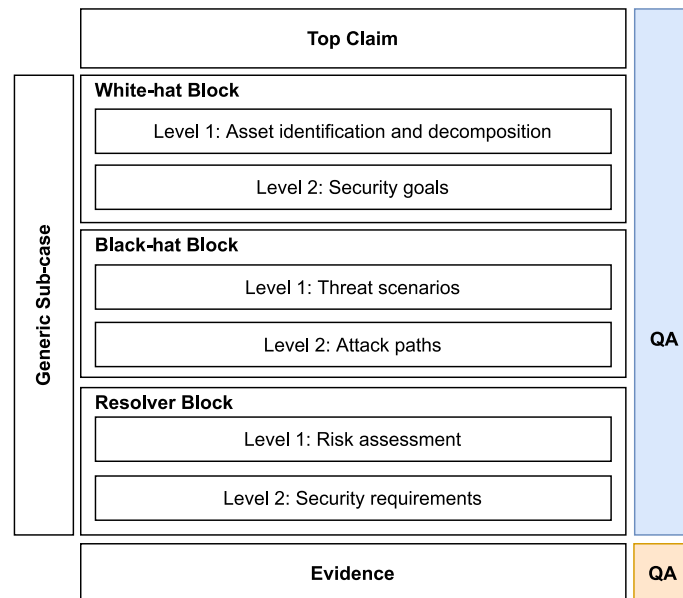 Top Claim
Generic Sub-case
White-hat Block
Level 1: Asset identification and decomposition
Level 2: Security goals
Black-hat Block
Level 1: Threat scenarios
Level 2: Attack paths
Resolver Block
Level 1: Risk assessment
Level 2: Security requirements
QA
Evidence
QA